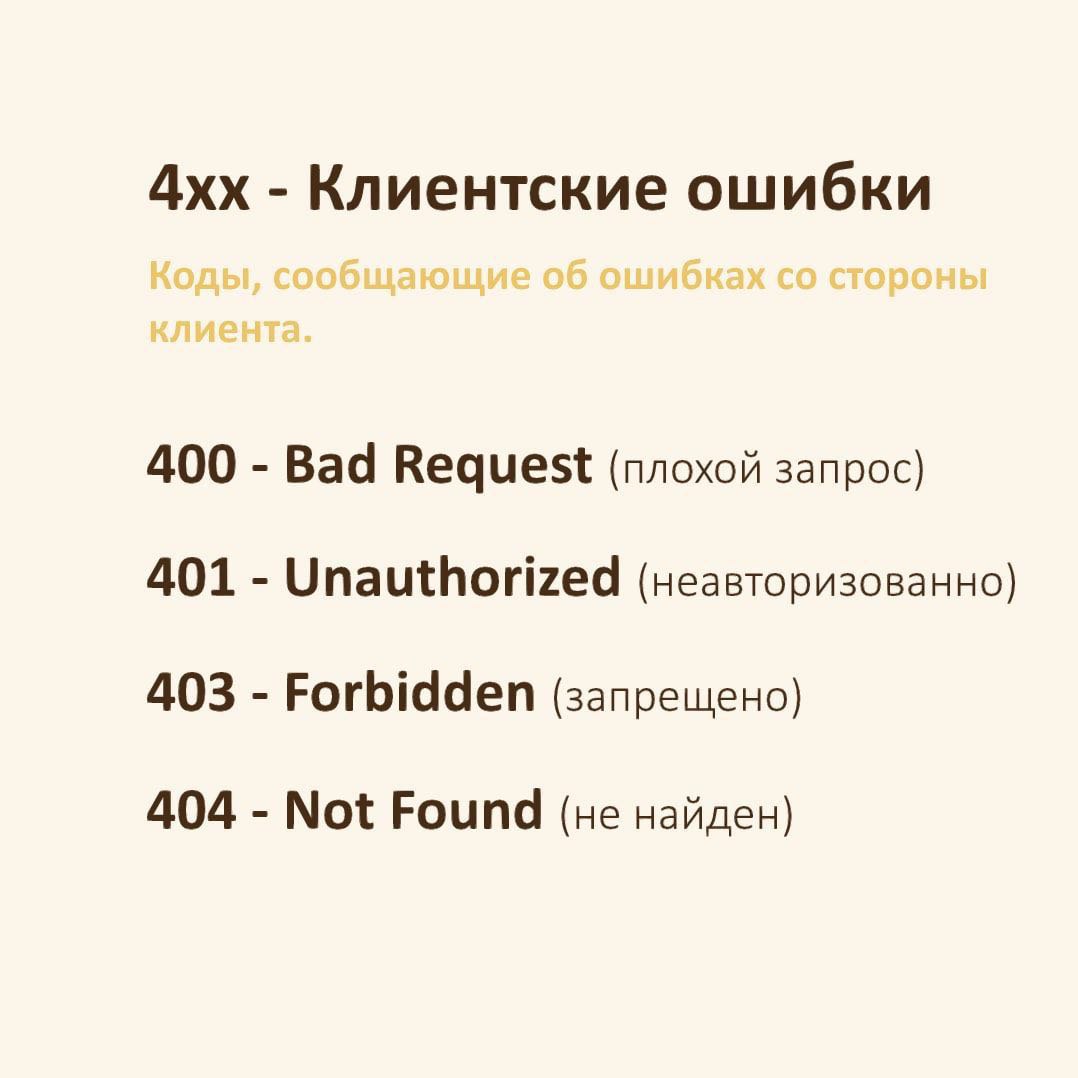 4xx - Клиентские ошибки
Коды, сообщающие об ошибках со стороны
клиента.
400 - Bad Request (плохой запрос)
401 - Unauthorized (неавторизованно)
403 - Forbidden (запрещено)
404 - Not Found (не найден)